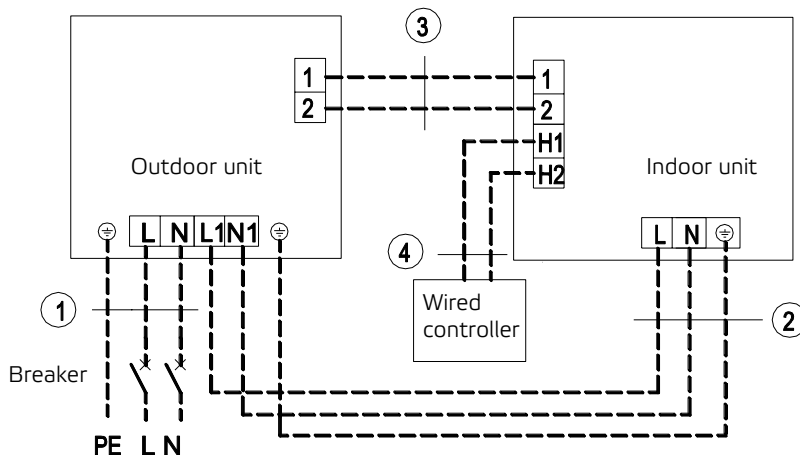 3
1
2
1
2
H1
H2
Outdoor unit
Indoor unit
L N L1 N1
L N
4
Wired
controller
1
2
Breaker
PE L N